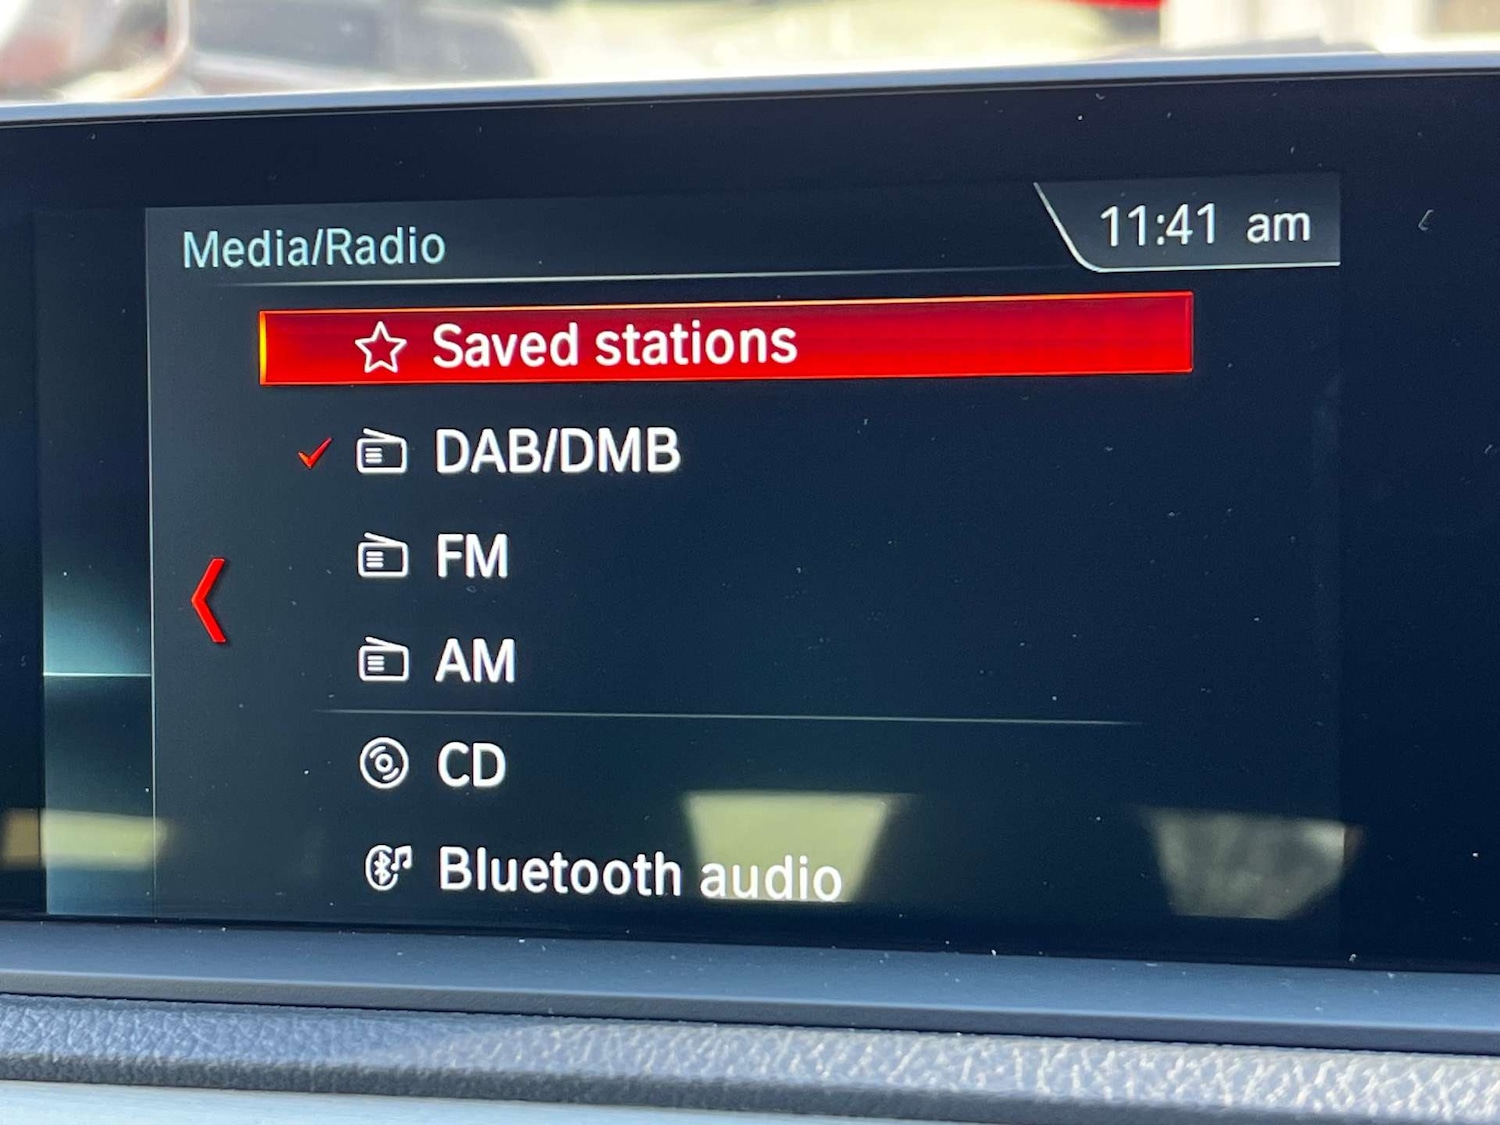 Media/Radio
11:41 am
Saved stations
DAB/DMB
FM
AM
CD
Bluetooth audio